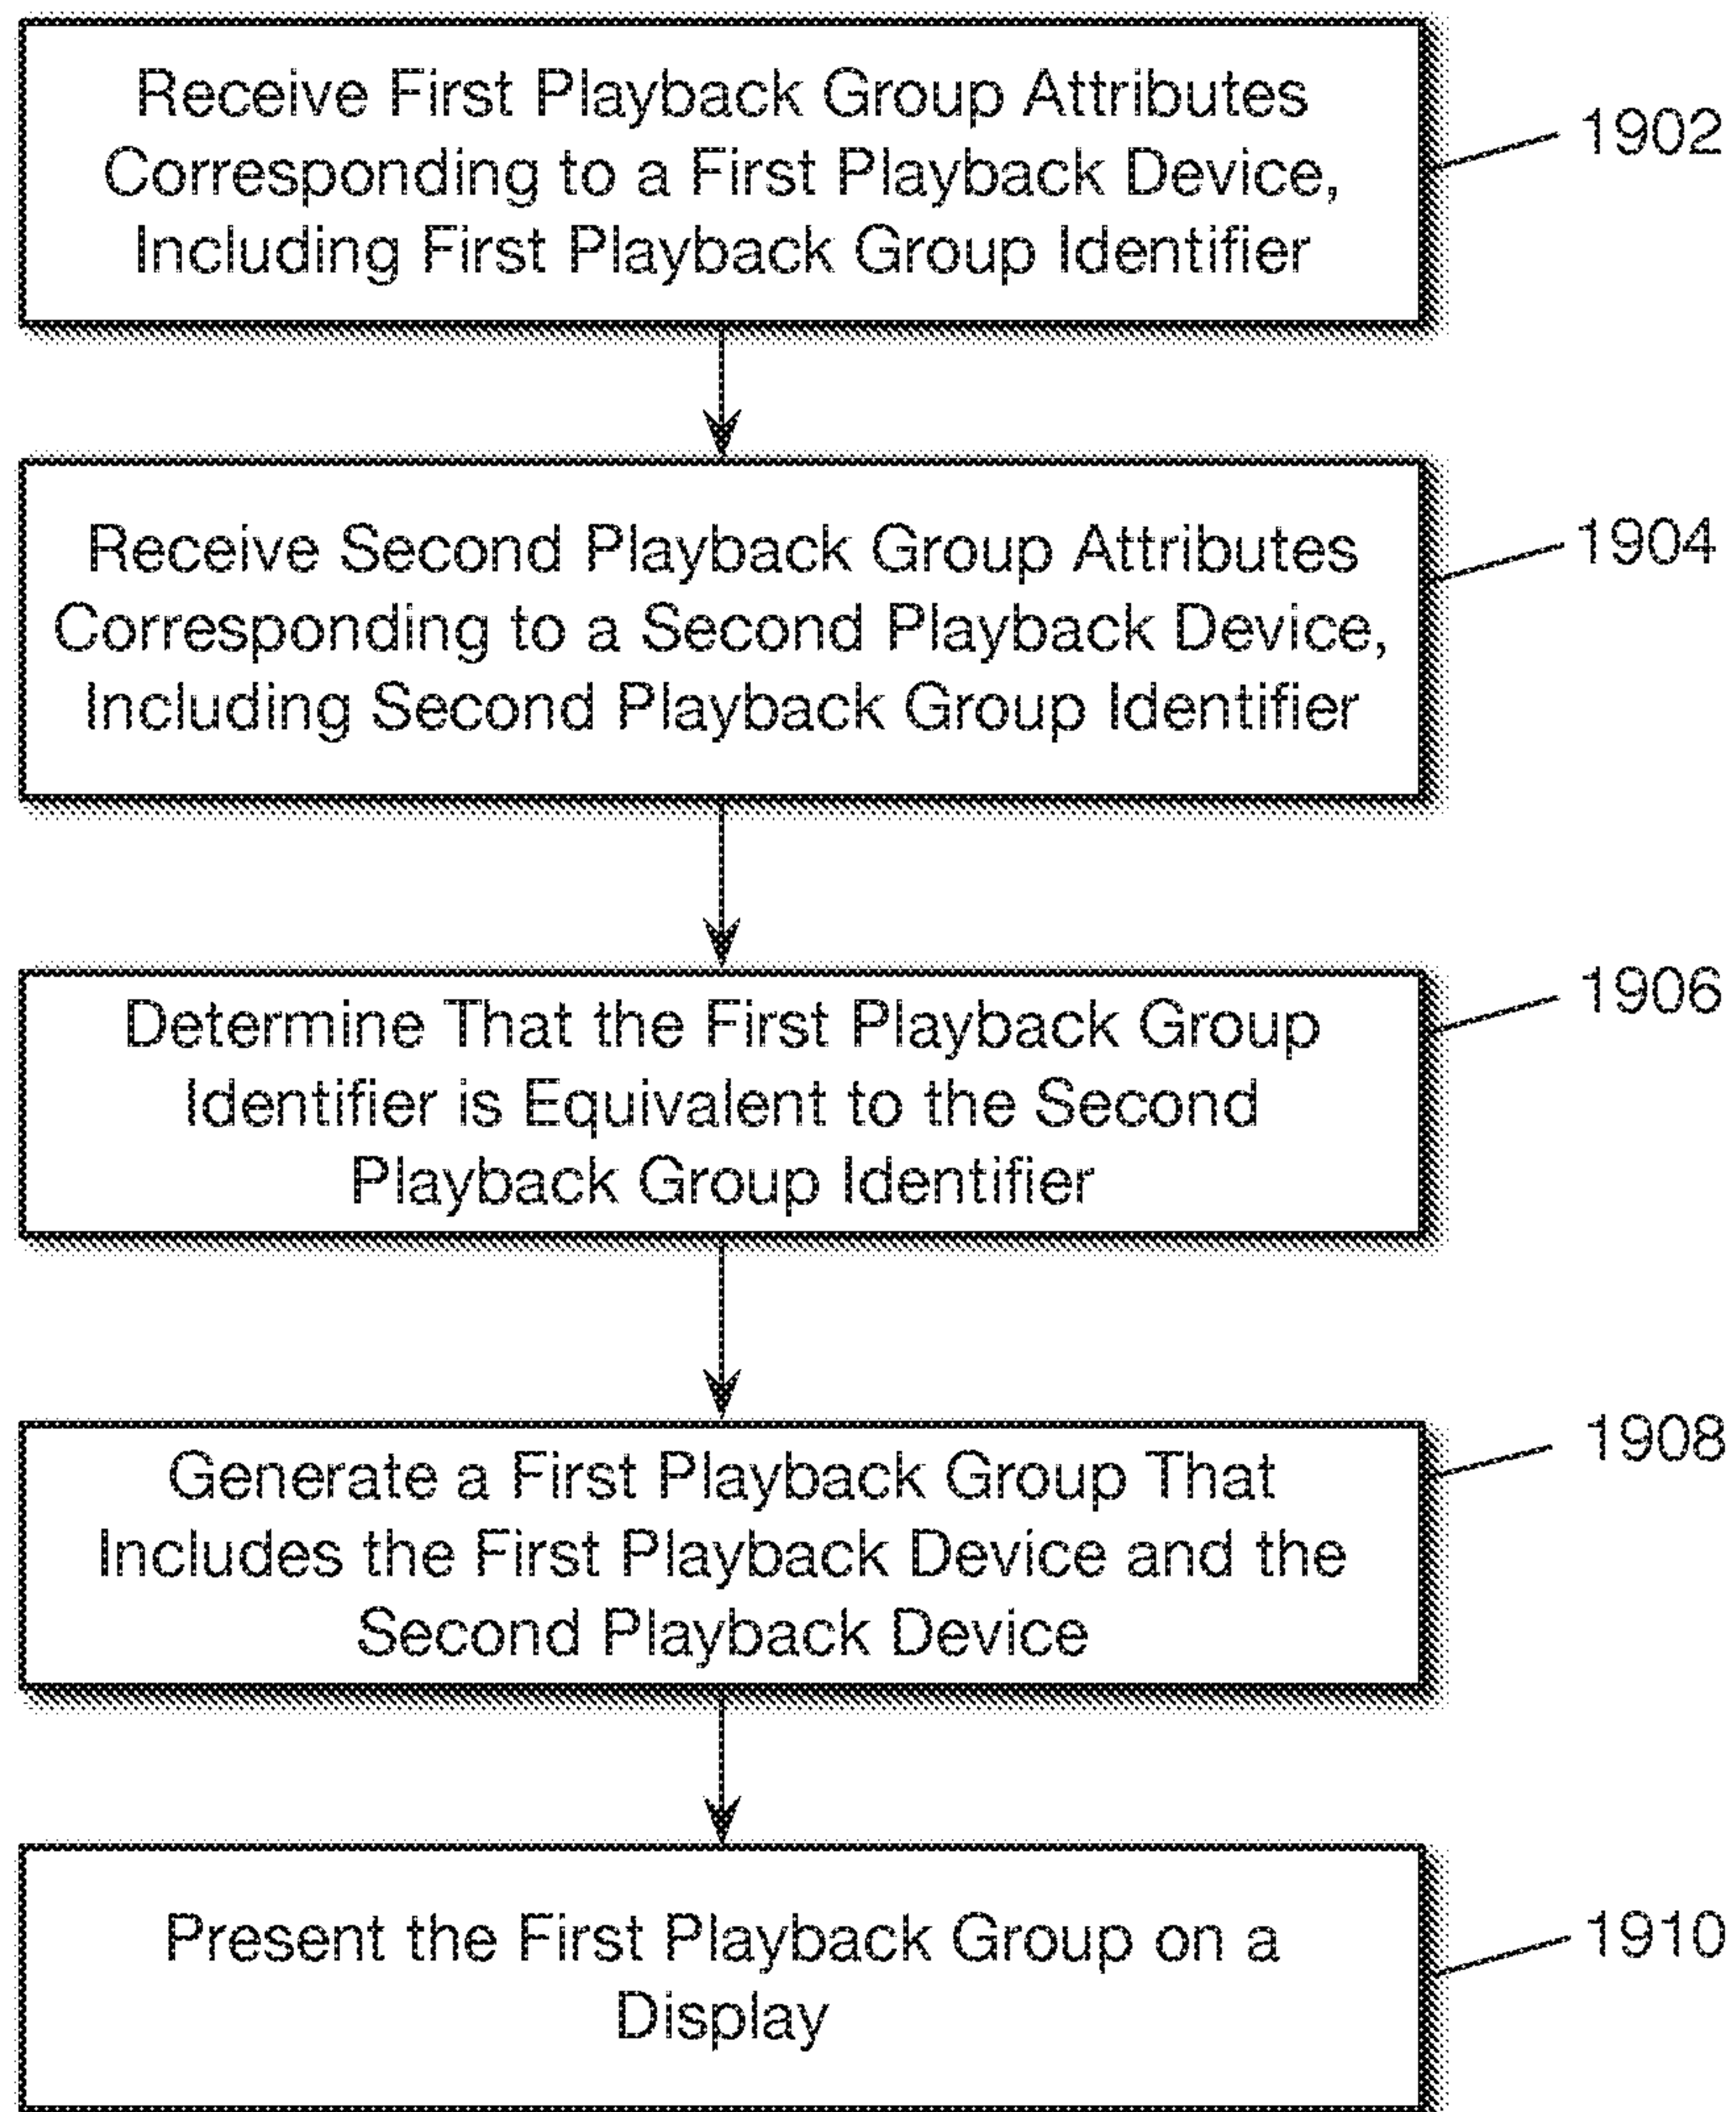 Receive First Playback Group Attributes
Corresponding to a First Playback Device,
Including First Playback Group Identifier
1902
Receive Second Playback Group Attributes
Corresponding to a Second Playback Device,
Including Second Playback Group Identifier
1904
Determine That the First Playback Group
Identifier is Equivalent to the Second
Playback Group Identifier
1906
Generate a First Playback Group That
Includes the First Playback Device and the
Second Playback Device
1908
Present the First Playback Group on a
Display
1910